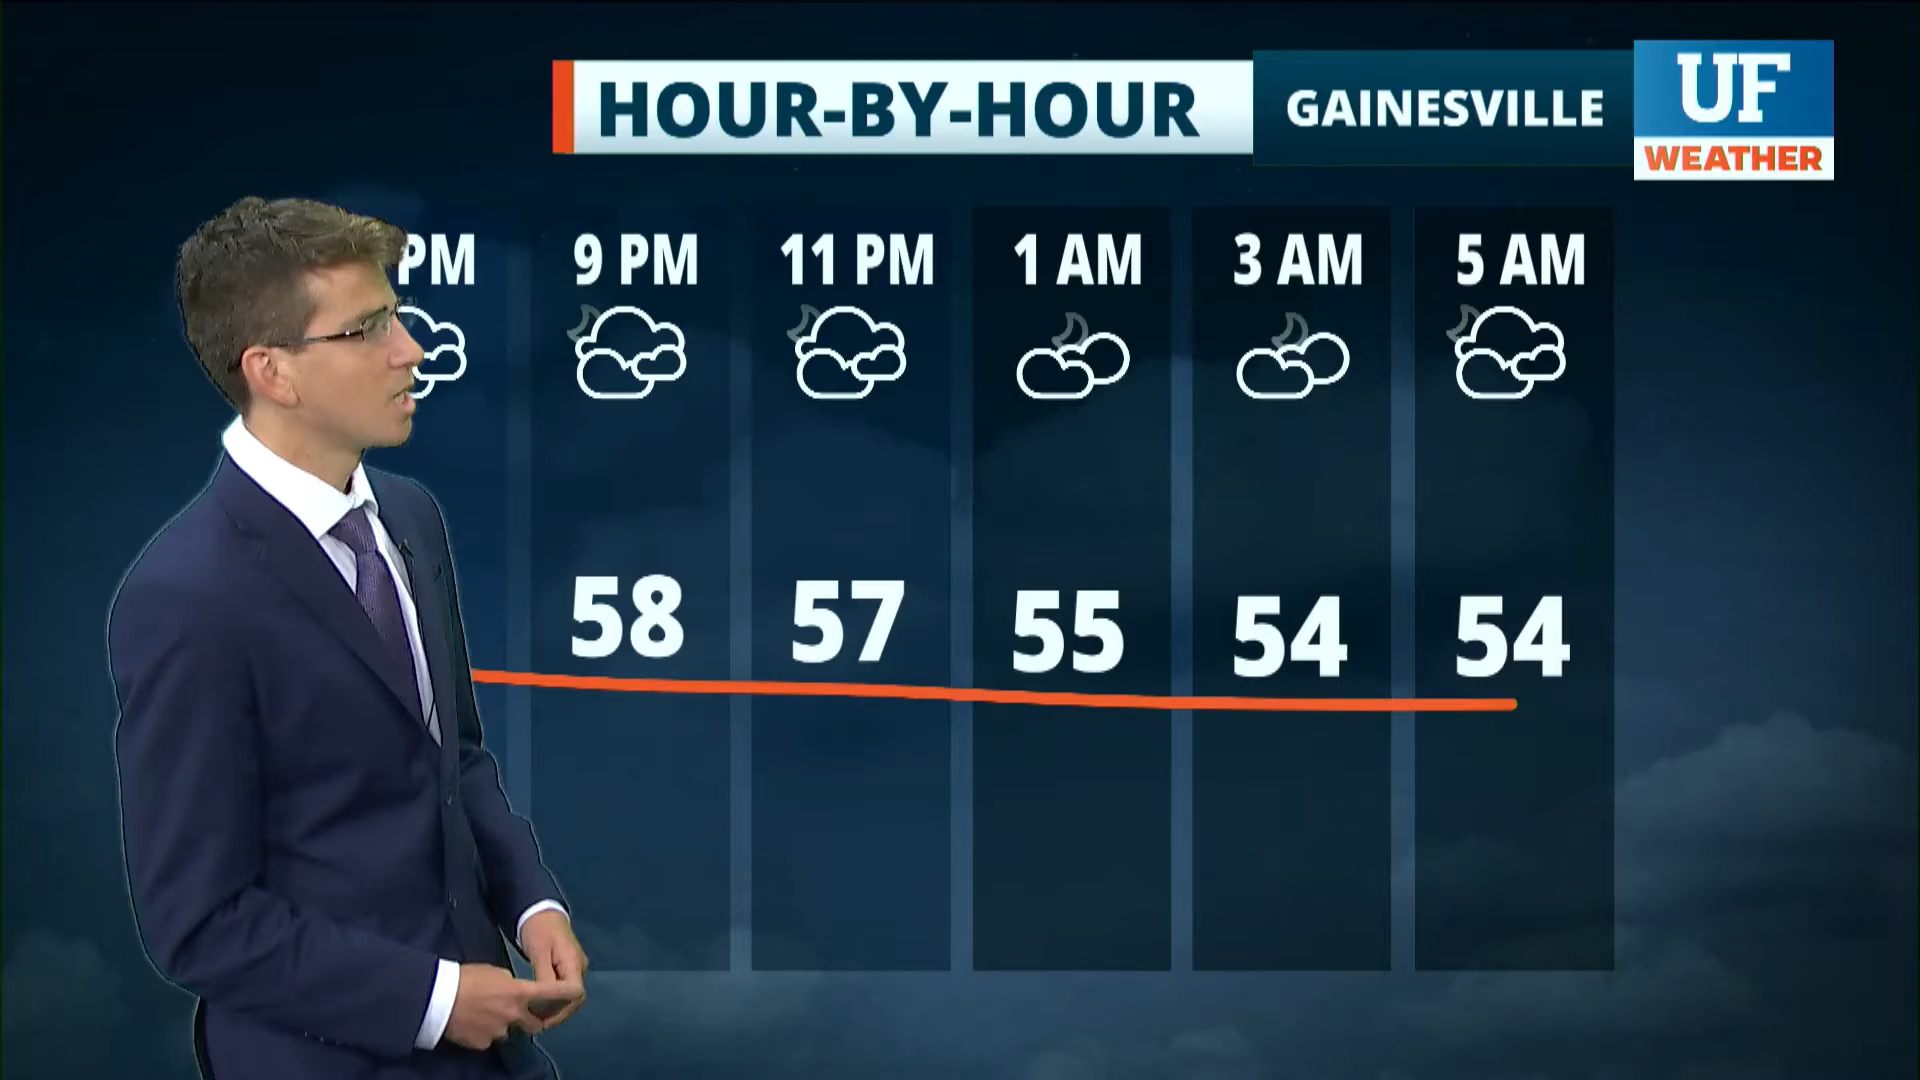 HOUR-BY-HOUR
GAINESVILLE
UF
WEATHER
PM 9 PM 11 PM 1 AM 3 AM 5 AM
58 57 55 54 54